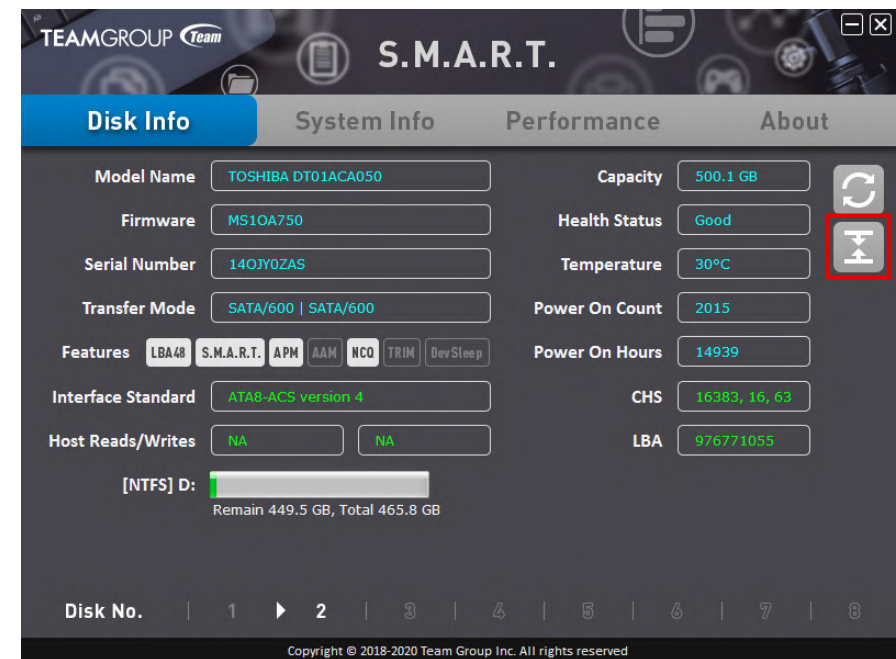 TEAMGROUP Team
S.M.A.R.T.
Disk Info System Info Performance About
Model Name TOSHIBA DT01ACA050 Capacity 500.1 GB
Firmware MS1OA750 Health Status Good
Serial Number 14OJY0ZAS Temperature 30°C
Transfer Mode SATA/600 | SATA/600 Power On Count 2015
Features LBA48 S.M.A.R.T. APM AAM NCQ TRIM DevSleep Power On Hours 14939
Interface Standard ATA8-ACS version 4 CHS 16383, 16, 63
Host Reads/Writes NA NA LBA 976771055
[NTFS] D:
Remain 449.5 GB, Total 465.8 GB
Disk No. | 1 2 | 3 | 4 | 5 | 6 | 7 | 8
Copyright © 2018-2020 Team Group Inc. All rights reserved